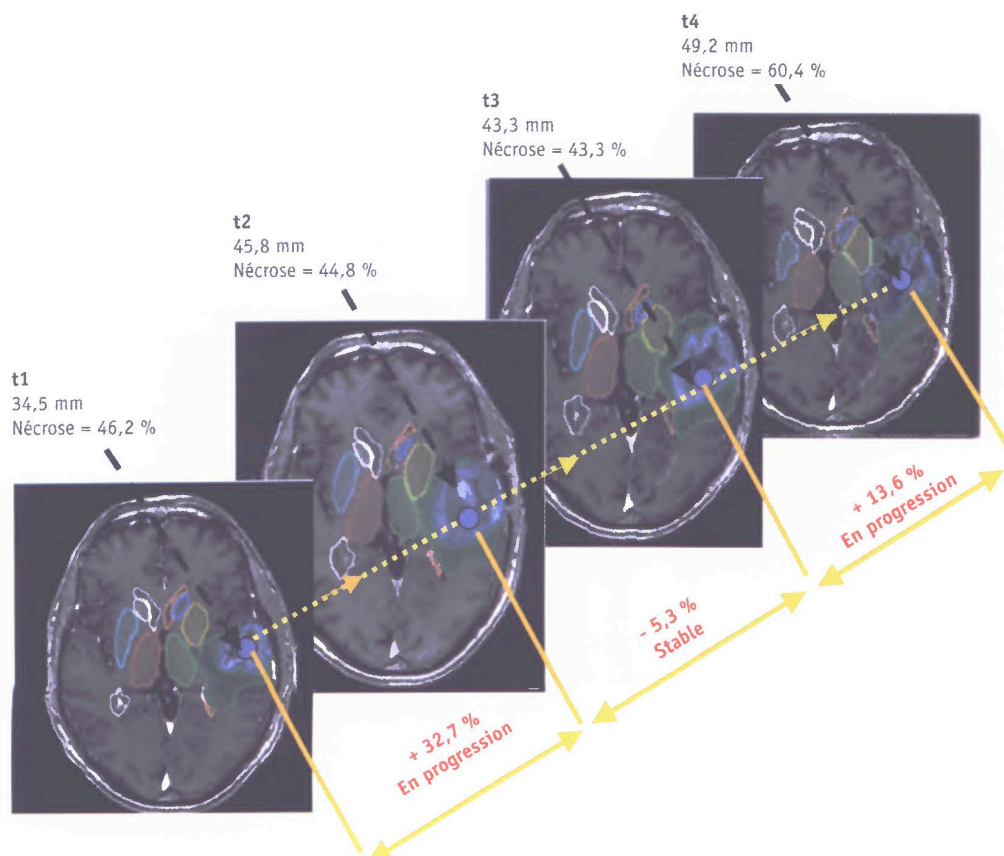 t4
49,2 mm
Nécrose = 60,4 %
t3
43,3 mm
Nécrose = 43,3 %
t2
45,8 mm
Nécrose = 44,8 %
t1
34,5 mm
Nécrose = 46,2 %
+ 13,6 %
En progression
- 5,3 %
Stable
+ 32,7 %
En progression